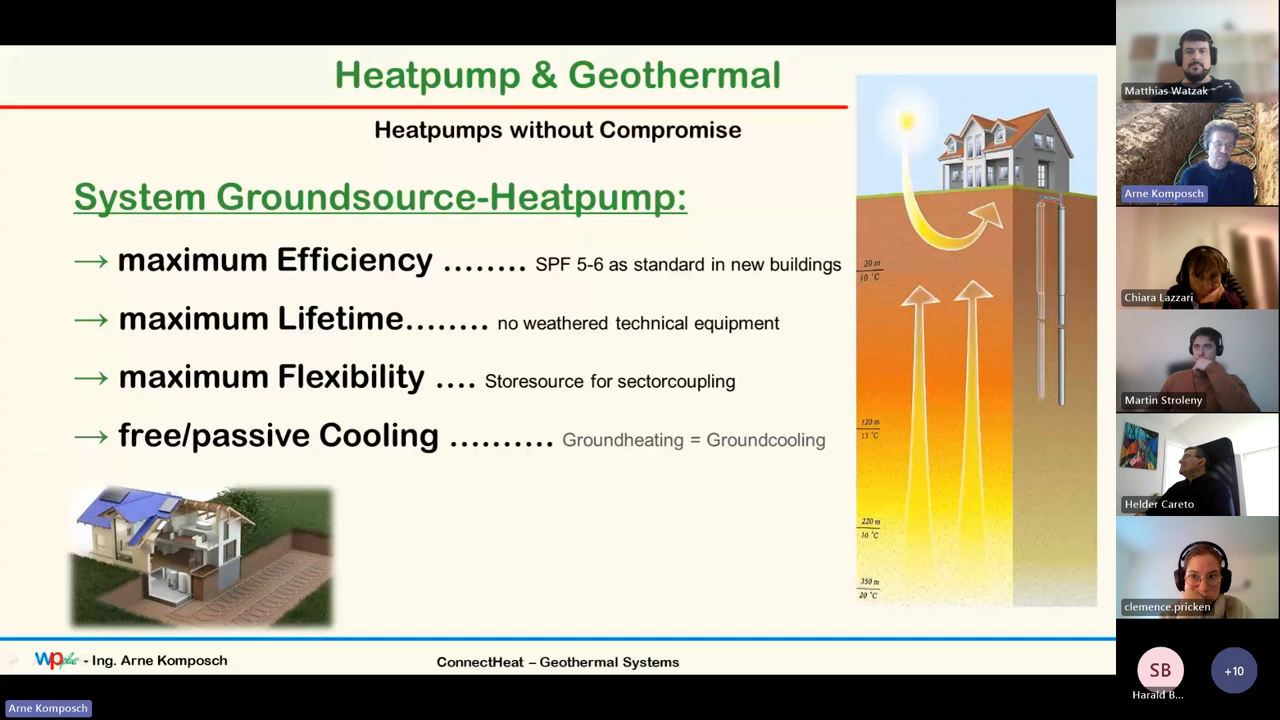 Heatpump & Geothermal
Heatpumps without Compromise
System Groundsource-Heatpump:
→ maximum Efficiency ........ SPF 5-6 as standard in new buildings
→ maximum Lifetime........ no weathered technical equipment
→ maximum Flexibility .... Storesource for sectorcoupling
→ free/passive Cooling .......... Groundheating = Groundcooling
20 m
10 °C
120 m
13 °C
220 m
16 °C
350 m
20 °C
wp plus - Ing. Arne Komposch
ConnectHeat – Geothermal Systems
Arne Komposch
Matthias Watzak
Arne Komposch
Chiara Lazzari
Martin Stroleny
Helder Careto
clemence.pricken
SB
Harald B...
+10